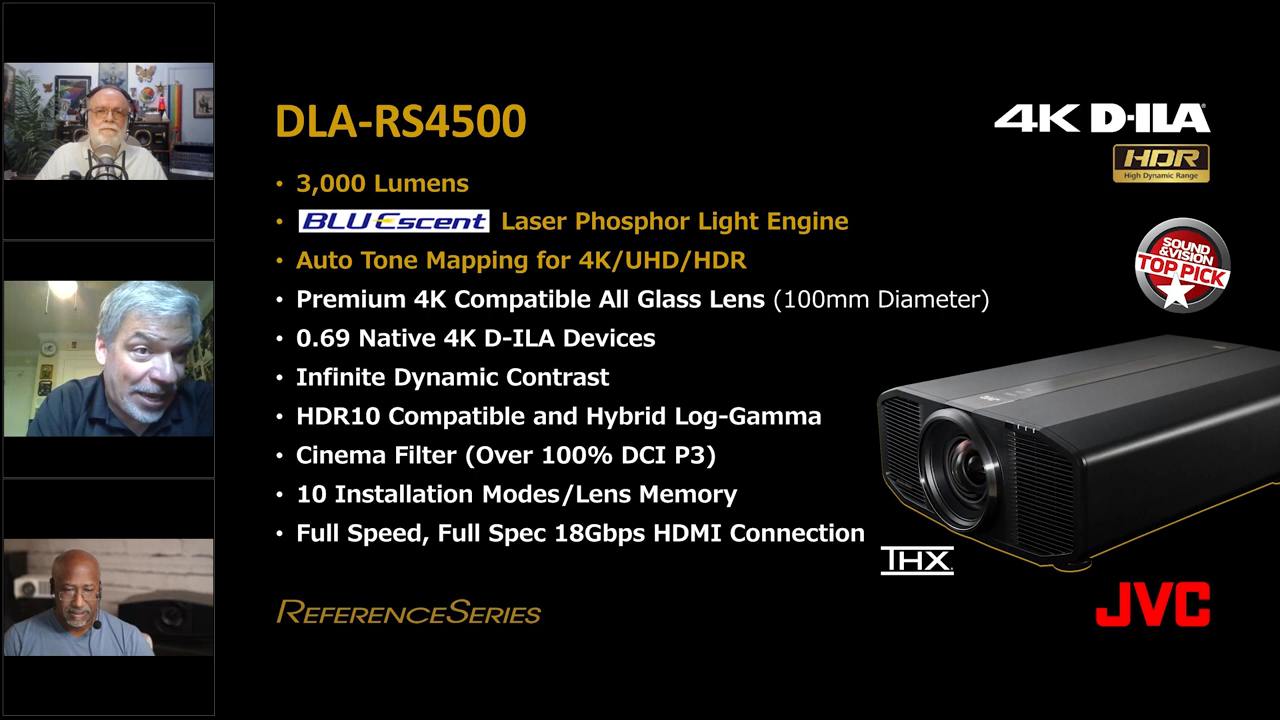 DLA-RS4500
• 3,000 Lumens
• BLUEscent Laser Phosphor Light Engine
• Auto Tone Mapping for 4K/UHD/HDR
• Premium 4K Compatible All Glass Lens (100mm Diameter)
• 0.69 Native 4K D-ILA Devices
• Infinite Dynamic Contrast
• HDR10 Compatible and Hybrid Log-Gamma
• Cinema Filter (Over 100% DCI P3)
• 10 Installation Modes/Lens Memory
• Full Speed, Full Spec 18Gbps HDMI Connection
REFERENCESERIES
4K D-ILA®
HDR
High Dynamic Range
SOUND
&VISION
TOP PICK
THX
JVC